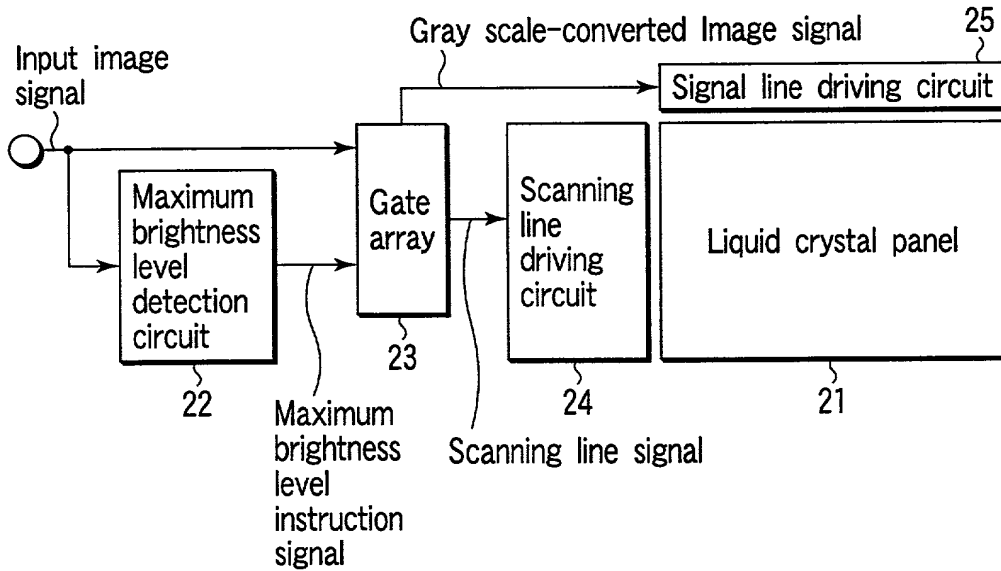 Gray scale-converted Image signal
25
Input image
signal
Signal line driving circuit
Maximum
brightness
level
detection
circuit
22
Gate
array
23
Scanning
line
driving
circuit
24
Liquid crystal panel
21
Maximum
brightness
level
instruction
signal
Scanning line signal